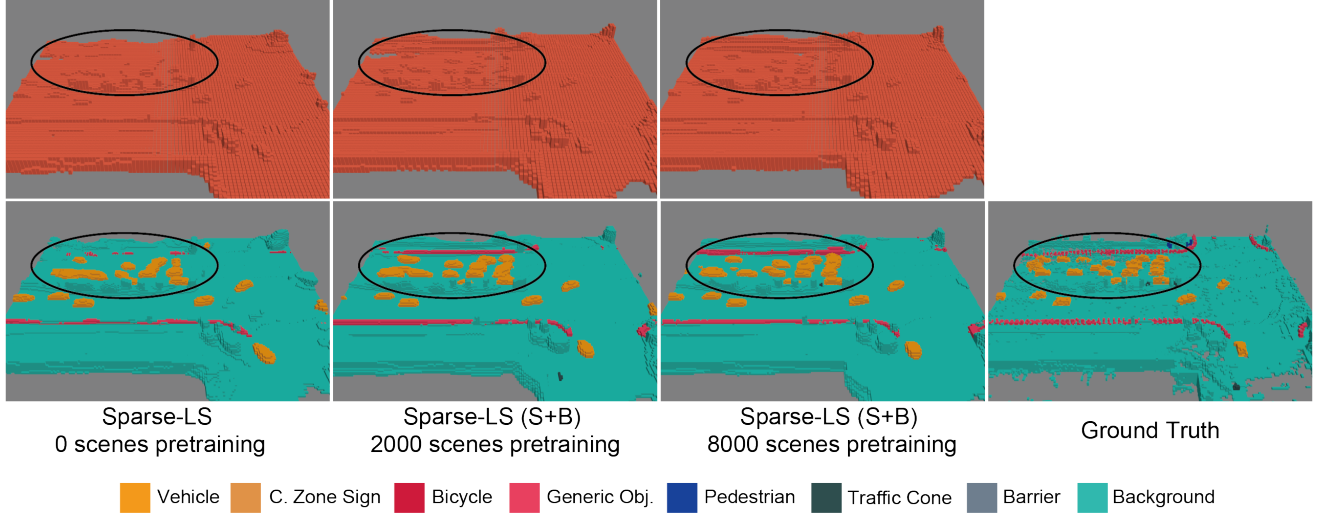 Sparse-LS
0 scenes pretraining
Sparse-LS (S+B)
2000 scenes pretraining
Sparse-LS (S+B)
8000 scenes pretraining
Ground Truth
Vehicle
C. Zone Sign
Bicycle
Generic Obj.
Pedestrian
Traffic Cone
Barrier
Background